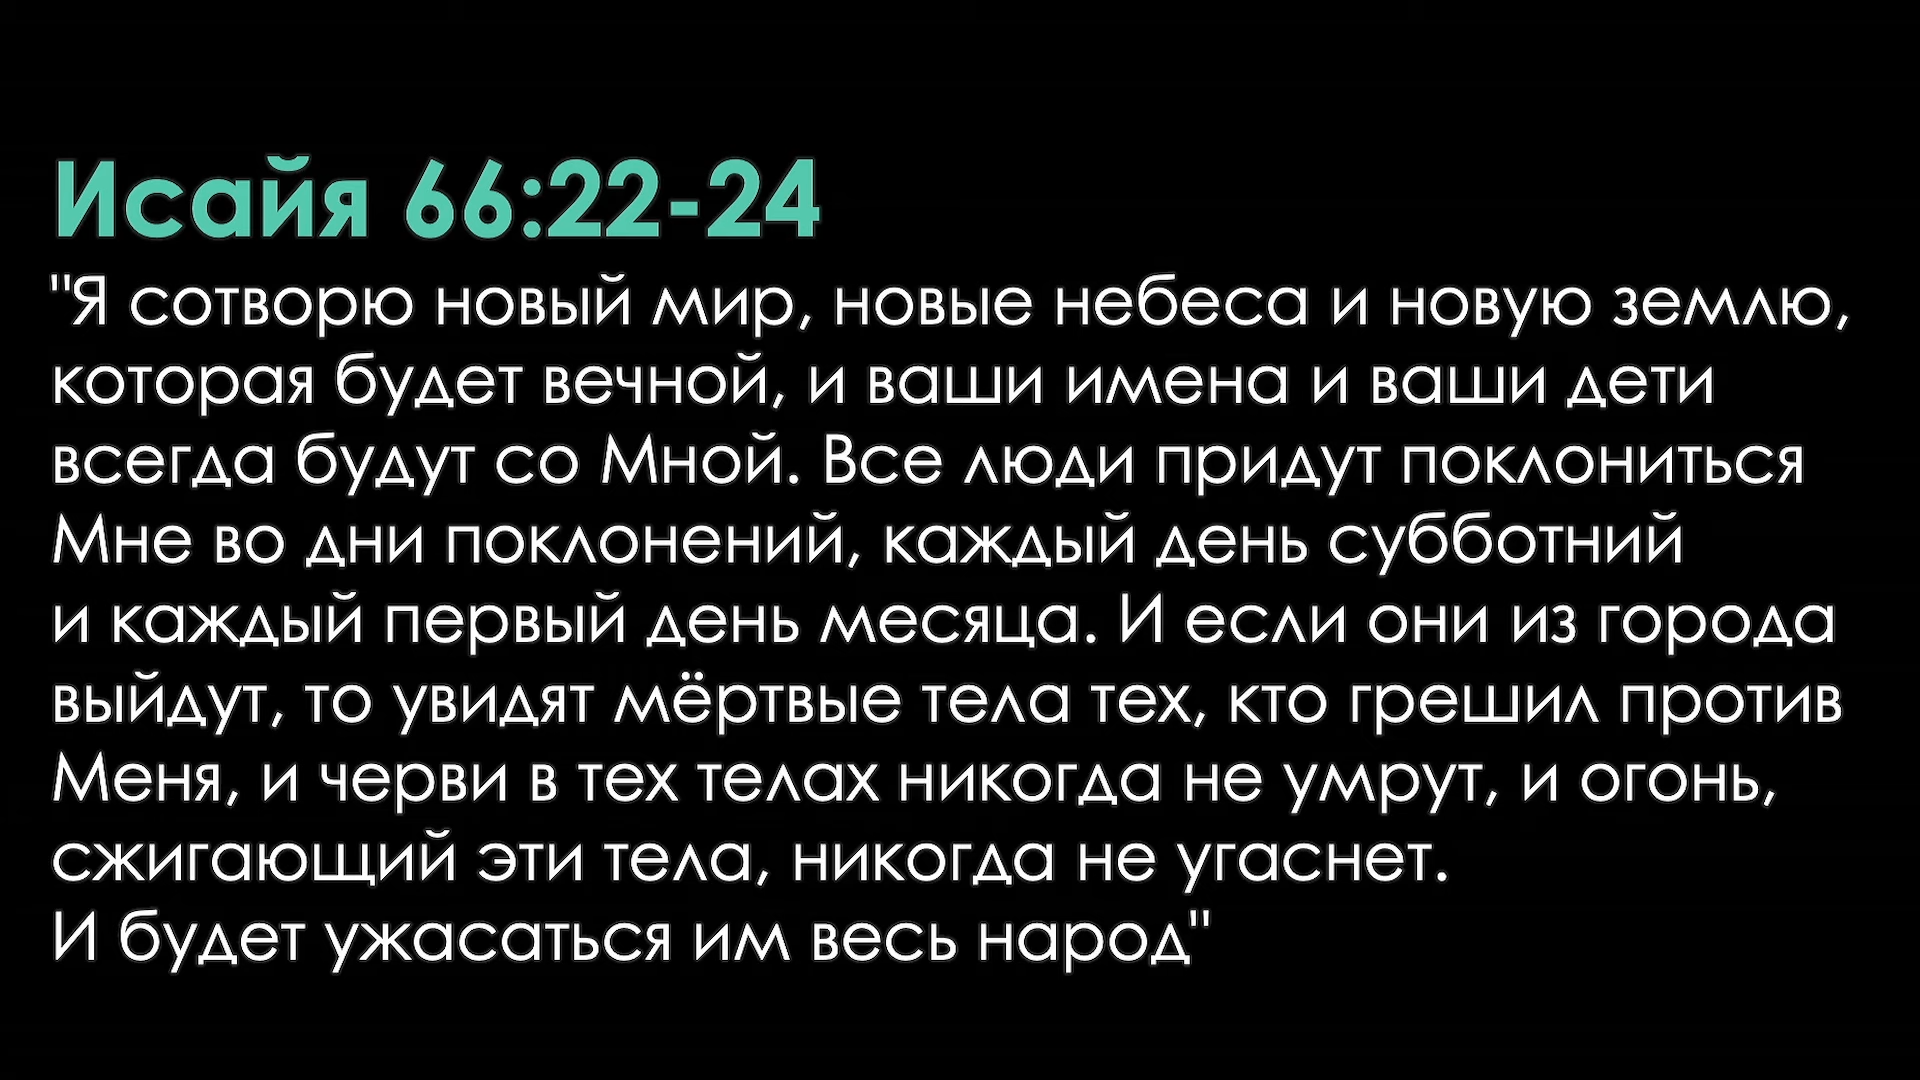 Исайя 66:22-24
"Я сотворю новый мир, новые небеса и новую землю,
которая будет вечной, и ваши имена и ваши дети
всегда будут со Мной. Все люди придут поклониться
Мне во дни поклонений, каждый день субботний
и каждый первый день месяца. И если они из города
выйдут, то увидят мёртвые тела тех, кто грешил против
Меня, и черви в тех телах никогда не умрут, и огонь,
сжигающий эти тела, никогда не угаснет.
И будет ужасаться им весь народ"